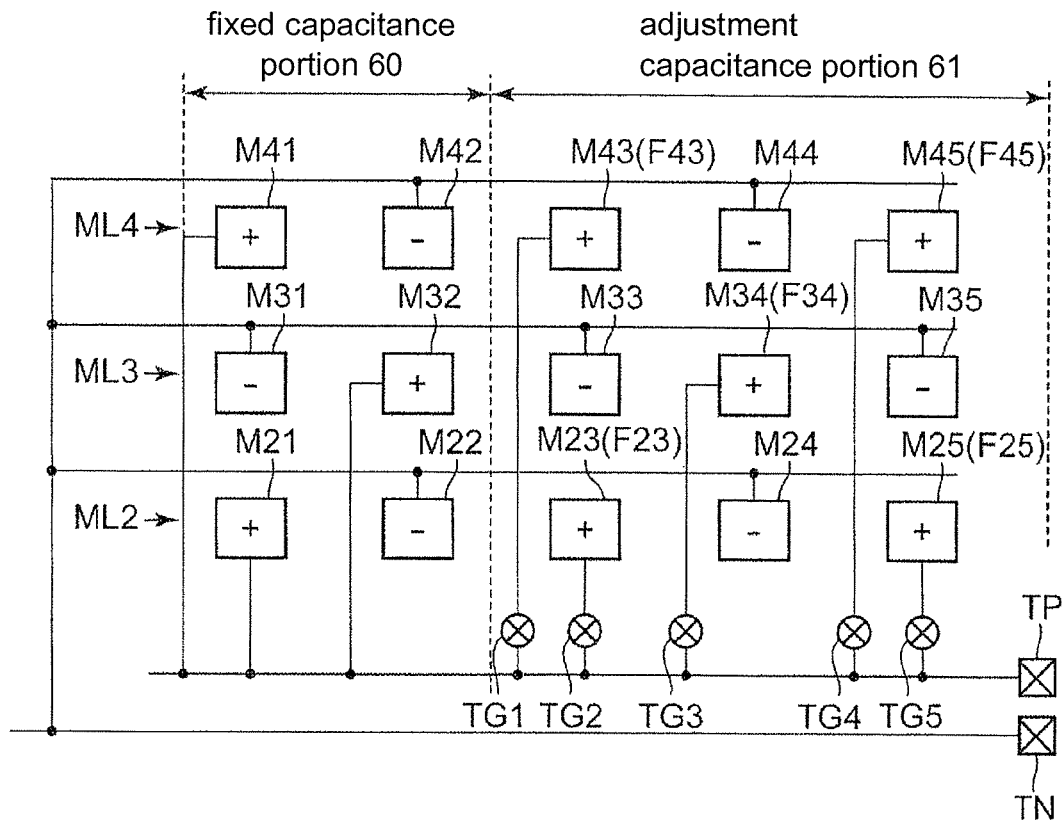 fixed capacitance
portion 60
adjustment
capacitance portion 61
M41 M42 M43(F43) M44 M45(F45)
ML4 + - + - +
M31 M32 M33 M34(F34) M35
ML3 - + - + -
M21 M22 M23(F23) M24 M25(F25)
ML2 + - + - +
TP
TG1 TG2 TG3 TG4 TG5
TN